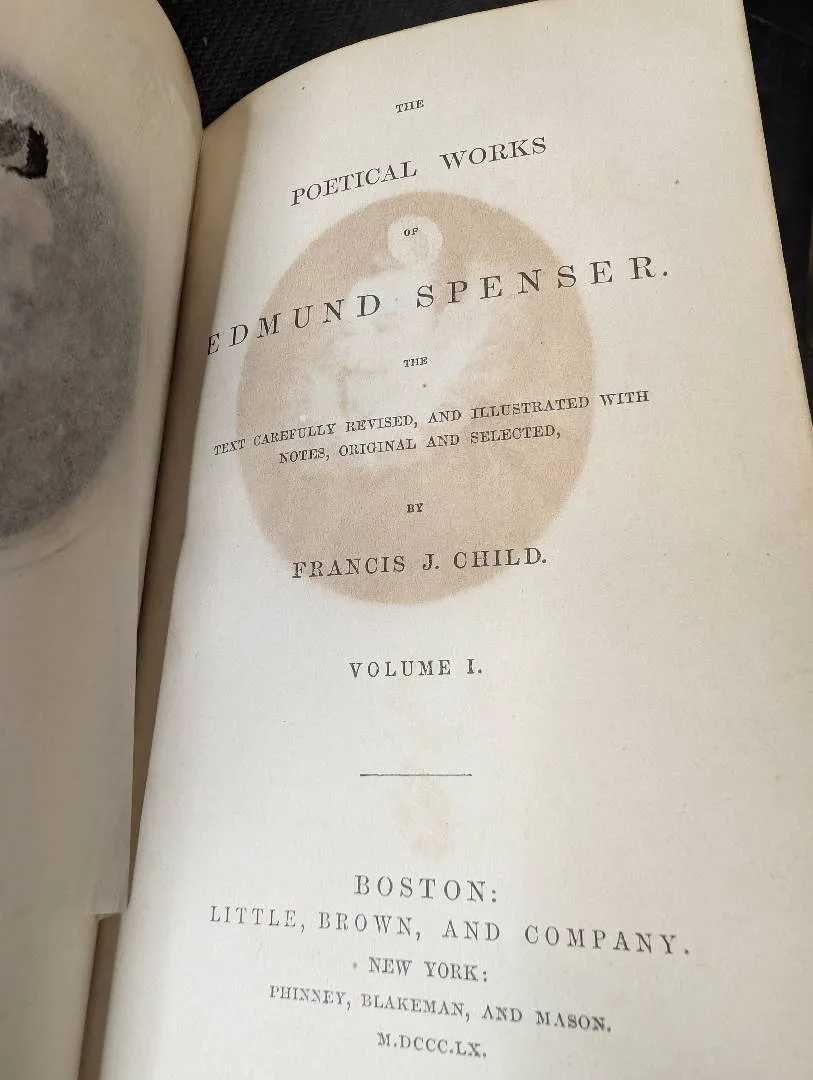 THE
POETICAL WORKS
OF
EDMUND SPENSER.
THE
TEXT CAREFULLY REVISED, AND ILLUSTRATED WITH
NOTES, ORIGINAL AND SELECTED,
BY
FRANCIS J. CHILD.
VOLUME I.
BOSTON:
LITTLE, BROWN, AND COMPANY.
NEW YORK:
PHINNEY, BLAKEMAN, AND MASON.
M.DCCC.LX.